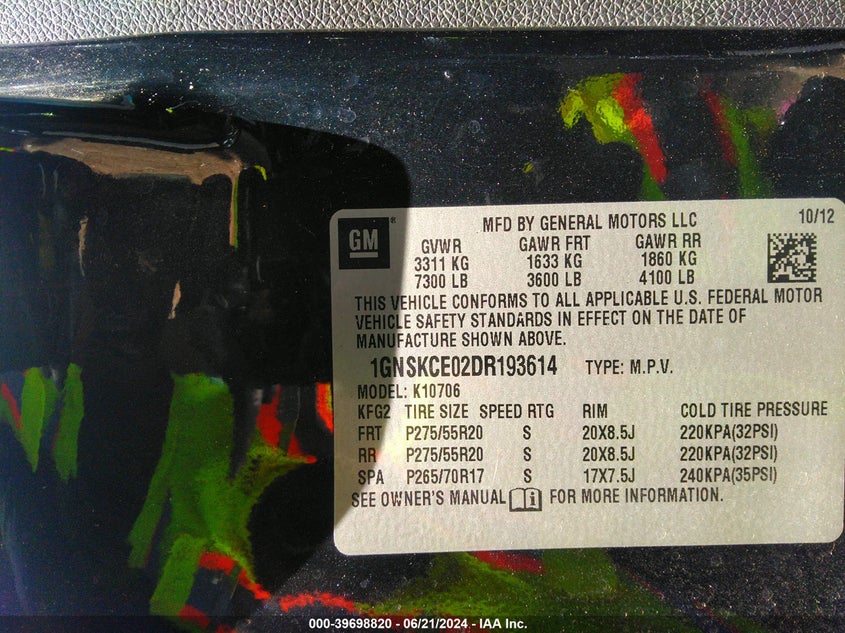 GM ®
MFD BY GENERAL MOTORS LLC 10/12
GVWR GAWR FRT GAWR RR
3311 KG 1633 KG 1860 KG
7300 LB 3600 LB 4100 LB
THIS VEHICLE CONFORMS TO ALL APPLICABLE U.S. FEDERAL MOTOR
VEHICLE SAFETY STANDARDS IN EFFECT ON THE DATE OF
MANUFACTURE SHOWN ABOVE.
1GNSKCE02DR193614 TYPE: M.P.V.
MODEL: K10706
KFG2 TIRE SIZE SPEED RTG RIM COLD TIRE PRESSURE
FRT P275/55R20 S 20X8.5J 220KPA(32PSI)
RR P275/55R20 S 20X8.5J 220KPA(32PSI)
SPA P265/70R17 S 17X7.5J 240KPA(35PSI)
SEE OWNER'S MANUAL FOR MORE INFORMATION.
000-39698820 - 06/21/2024 - IAA Inc.